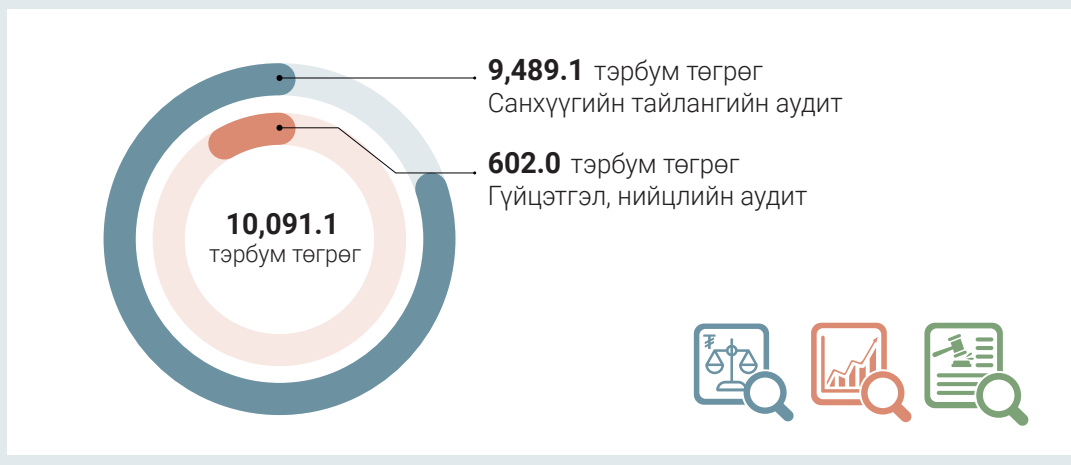 9,489.1 тэрбум төгрөг
Санхүүгийн тайлангийн аудит
602.0 тэрбум төгрөг
Гүйцэтгэл, нийцлийн аудит
10,091.1
тэрбум төгрөг
₮